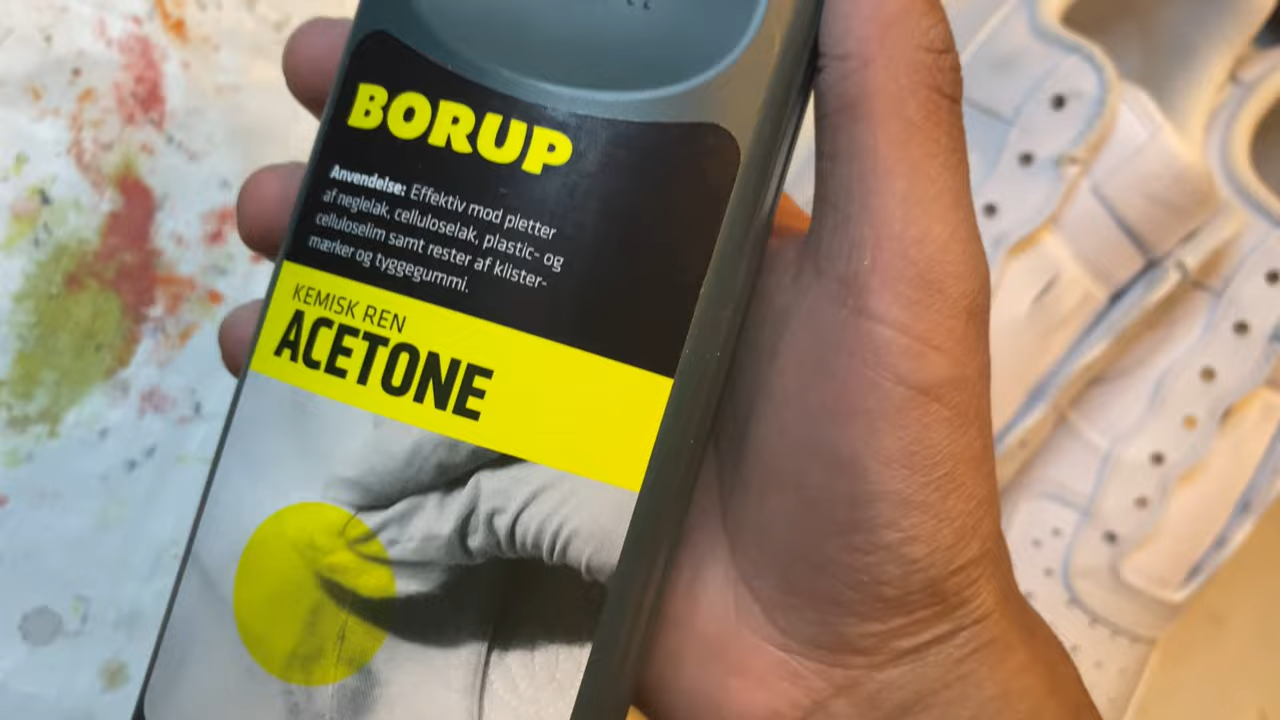 BORUP
Anvendelse: Effektiv mod pletter
af neglelak, celluloselak, plastic- og
celluloselim samt rester af klister-
mærker og tyggegummi.
KEMISK REN
ACETONE